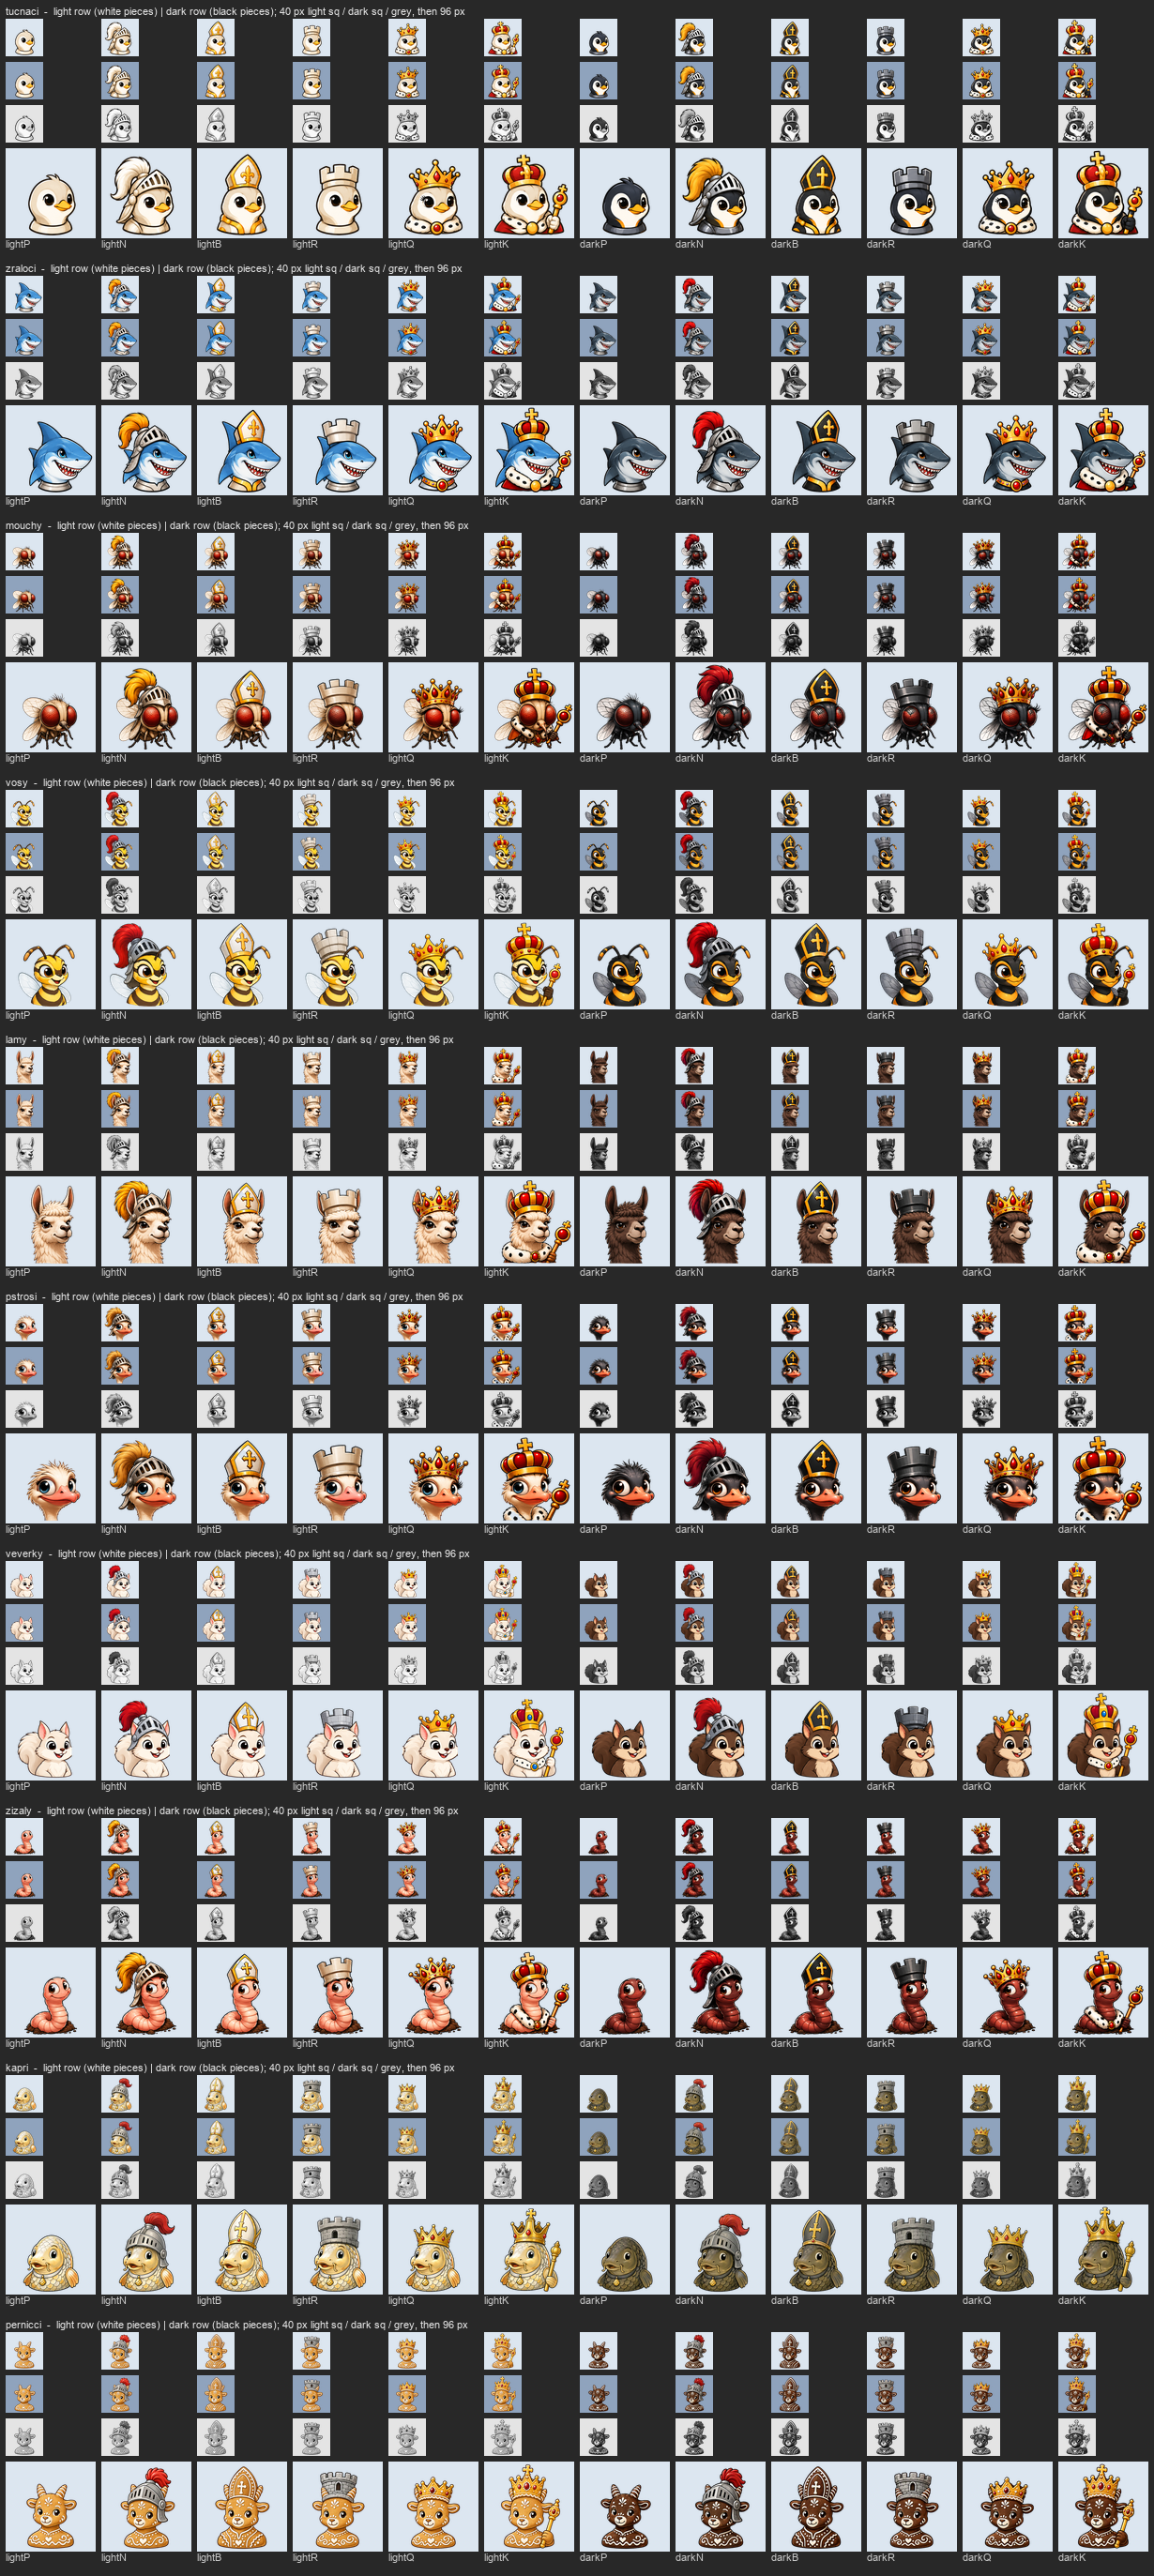 tucnaci - light row (white pieces) | dark row (black pieces); 40 px light sq / dark sq / grey, then 96 px
lightP lightN lightB lightR lightQ lightK darkP darkN darkB darkR darkQ darkK
zraloci - light row (white pieces) | dark row (black pieces); 40 px light sq / dark sq / grey, then 96 px
lightP lightN lightB lightR lightQ lightK darkP darkN darkB darkR darkQ darkK
mouchy - light row (white pieces) | dark row (black pieces); 40 px light sq / dark sq / grey, then 96 px
lightP lightN lightB lightR lightQ lightK darkP darkN darkB darkR darkQ darkK
vosy - light row (white pieces) | dark row (black pieces); 40 px light sq / dark sq / grey, then 96 px
lightP lightN lightB lightR lightQ lightK darkP darkN darkB darkR darkQ darkK
lamy - light row (white pieces) | dark row (black pieces); 40 px light sq / dark sq / grey, then 96 px
lightP lightN lightB lightR lightQ lightK darkP darkN darkB darkR darkQ darkK
pstrosi - light row (white pieces) | dark row (black pieces); 40 px light sq / dark sq / grey, then 96 px
lightP lightN lightB lightR lightQ lightK darkP darkN darkB darkR darkQ darkK
veverky - light row (white pieces) | dark row (black pieces); 40 px light sq / dark sq / grey, then 96 px
lightP lightN lightB lightR lightQ lightK darkP darkN darkB darkR darkQ darkK
zizaly - light row (white pieces) | dark row (black pieces); 40 px light sq / dark sq / grey, then 96 px
lightP lightN lightB lightR lightQ lightK darkP darkN darkB darkR darkQ darkK
kapri - light row (white pieces) | dark row (black pieces); 40 px light sq / dark sq / grey, then 96 px
lightP lightN lightB lightR lightQ lightK darkP darkN darkB darkR darkQ darkK
pernicci - light row (white pieces) | dark row (black pieces); 40 px light sq / dark sq / grey, then 96 px
lightP lightN lightB lightR lightQ lightK darkP darkN darkB darkR darkQ darkK